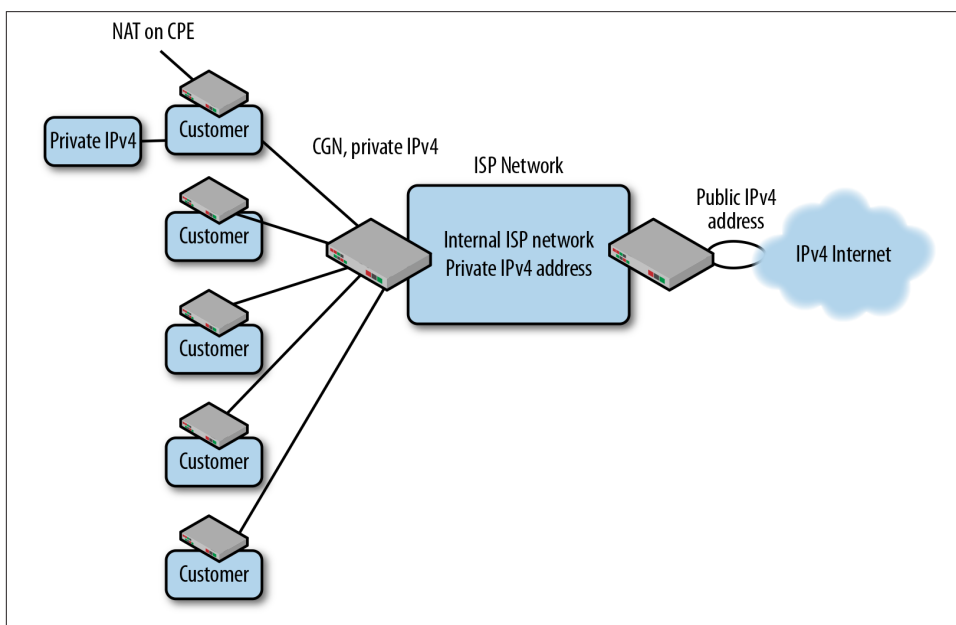 NAT on CPE
Customer
Private IPv4
CGN, private IPv4
ISP Network
Public IPv4
address
Customer
Internal ISP network
Private IPv4 address
IPv4 Internet
Customer
Customer
Customer